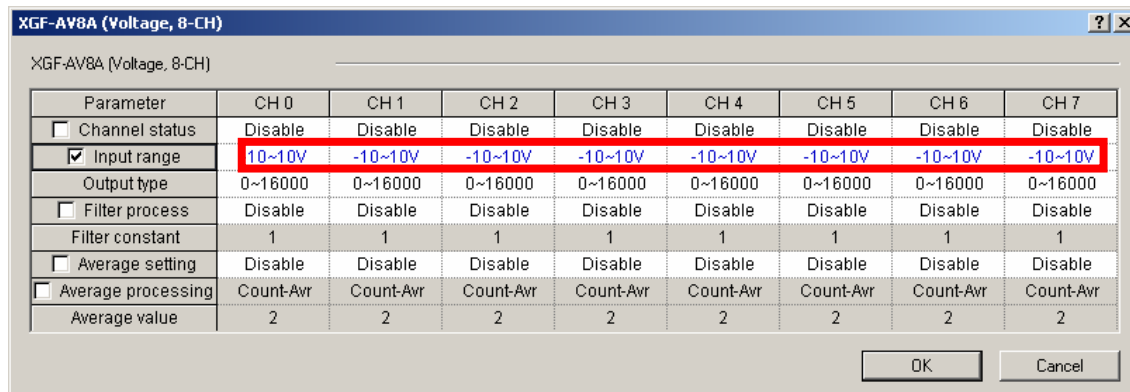 XGF-AV8A (Voltage, 8-CH)
XGF-AV8A (Voltage, 8-CH)
Parameter CH 0 CH 1 CH 2 CH 3 CH 4 CH 5 CH 6 CH 7
Channel status Disable Disable Disable Disable Disable Disable Disable Disable
Input range 10~10V -10~10V -10~10V -10~10V -10~10V -10~10V -10~10V -10~10V
Output type 0~16000 0~16000 0~16000 0~16000 0~16000 0~16000 0~16000 0~16000
Filter process Disable Disable Disable Disable Disable Disable Disable Disable
Filter constant 1 1 1 1 1 1 1 1
Average setting Disable Disable Disable Disable Disable Disable Disable Disable
Average processing Count-Avr Count-Avr Count-Avr Count-Avr Count-Avr Count-Avr Count-Avr Count-Avr
Average value 2 2 2 2 2 2 2 2
OK Cancel